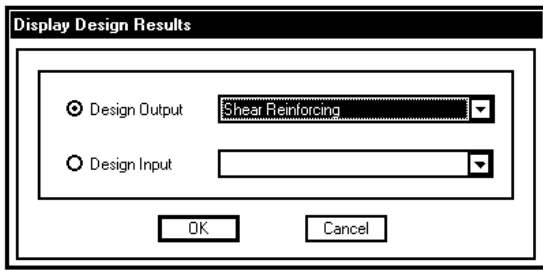 Display Design Results
Design Output Shear Reinforcing
Design Input
OK Cancel